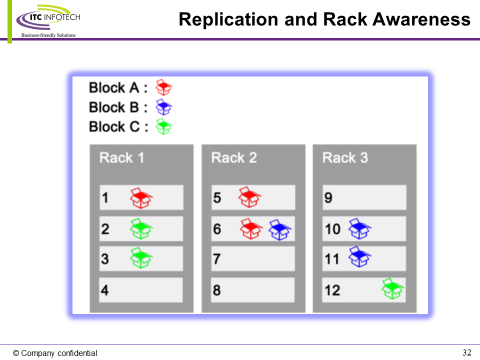 ITC INFOTECH
Business-friendly Solutions
Replication and Rack Awareness
Block A :
Block B :
Block C :
Rack 1
1
2
3
4
Rack 2
5
6
7
8
Rack 3
9
10
11
12
© Company confidential
32